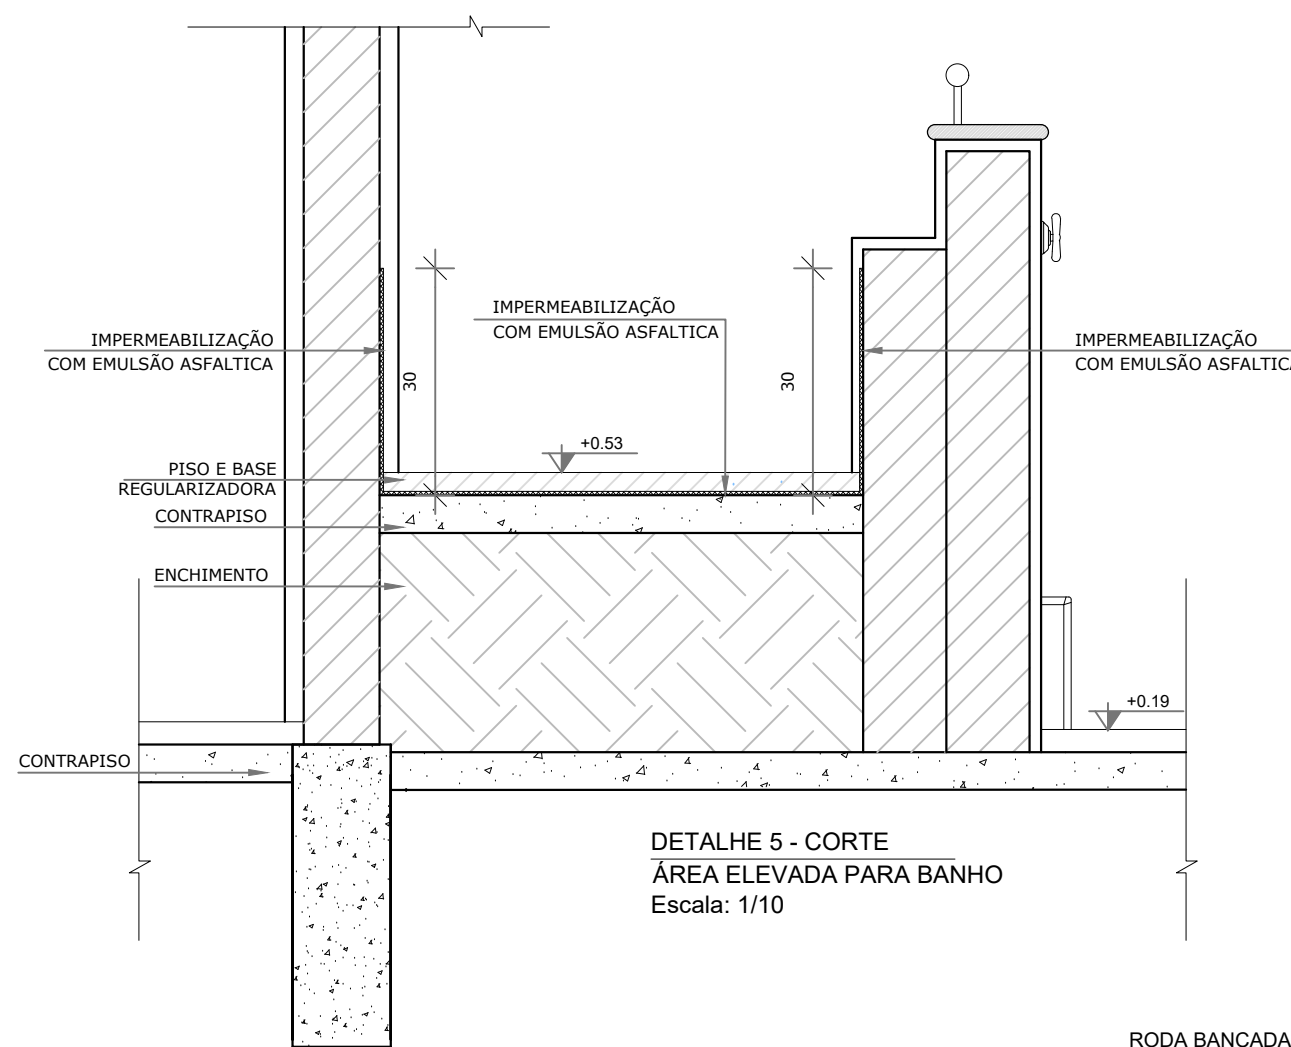 IMPERMEABILIZAÇÃO
COM EMULSÃO ASFALTICA
IMPERMEABILIZAÇÃO
COM EMULSÃO ASFALTICA
IMPERMEABILIZAÇÃO
COM EMULSÃO ASFALTICA
30
30
+0.53
PISO E BASE
REGULARIZADORA
CONTRAPISO
ENCHIMENTO
+0.19
CONTRAPISO
DETALHE 5 - CORTE
ÁREA ELEVADA PARA BANHO
Escala: 1/10
RODA BANCADA